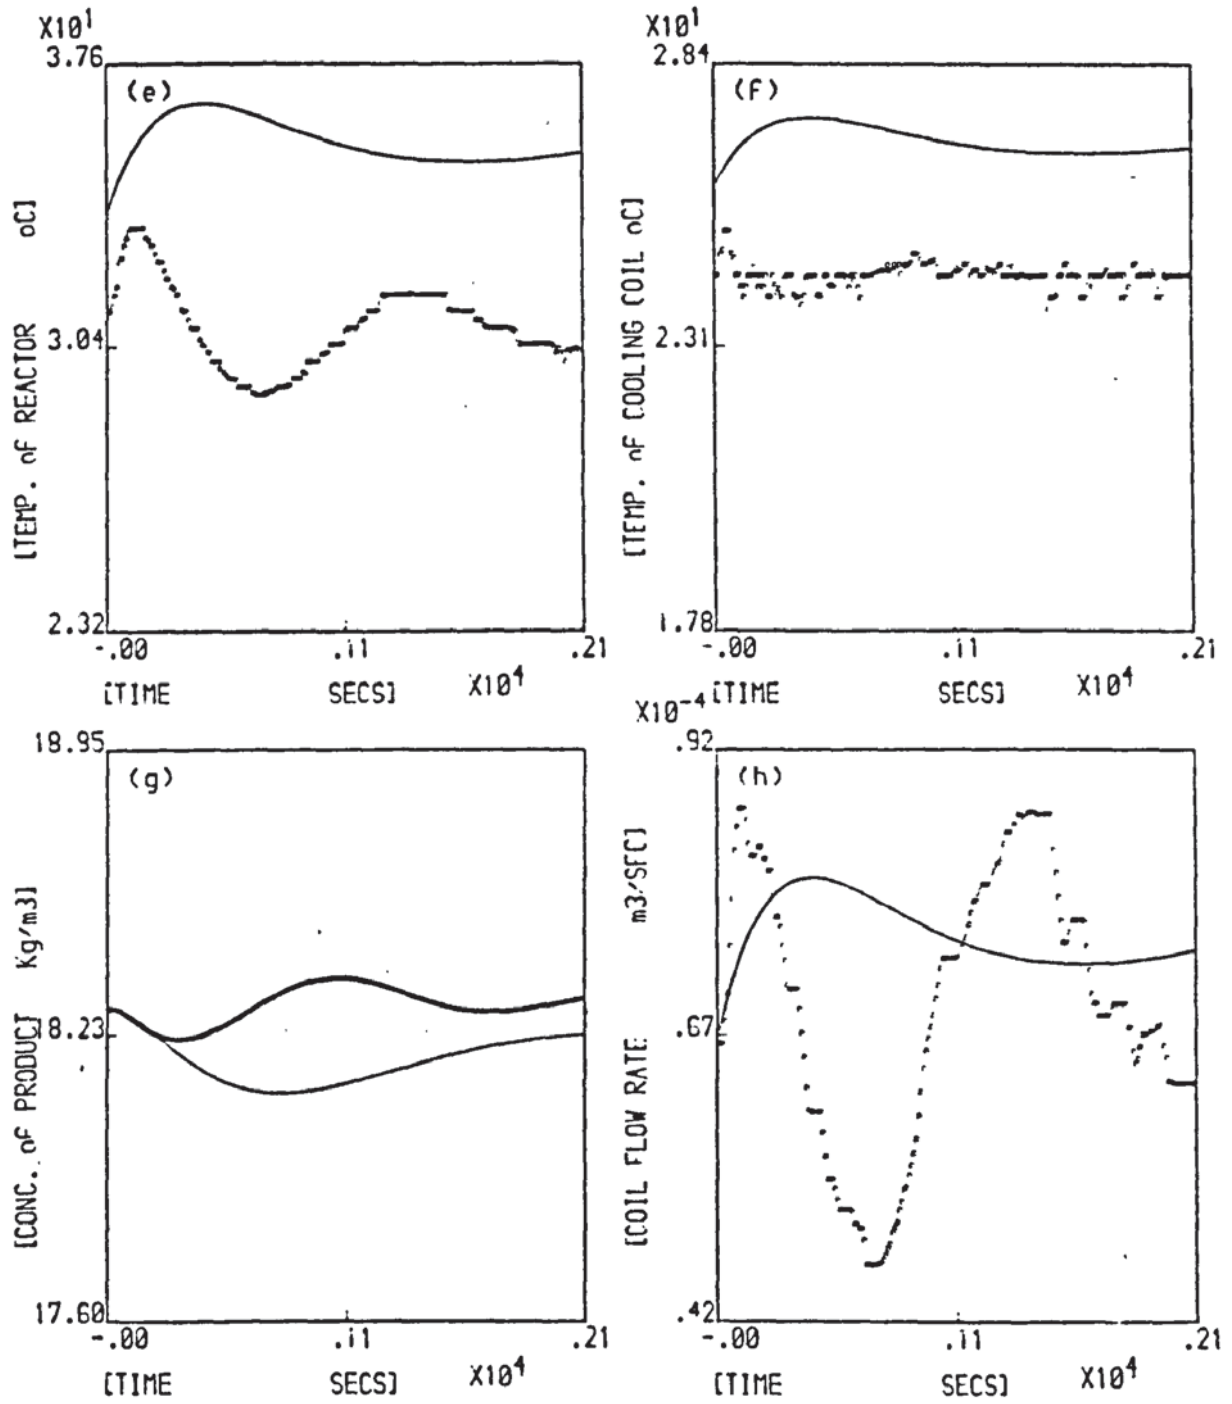 X10¹
3.76
(e)
[TEMP. of REACTOR oC]
3.04
2.32
-.00
.11
.21
[TIME SECS] X10⁴
X10¹
2.84
(f)
[TEMP. of COOLING COIL oC]
2.31
1.78
-.00
.11
.21
[TIME SECS] X10⁴
18.95
(g)
[CONC. of PRODUCT Kg/m3]
18.23
17.60
-.00
.11
.21
[TIME SECS] X10⁴
X10⁻⁴
.92
(h)
[COIL FLOW RATE m3/SEC]
.67
.42
-.00
.11
.21
[TIME SECS] X10⁴